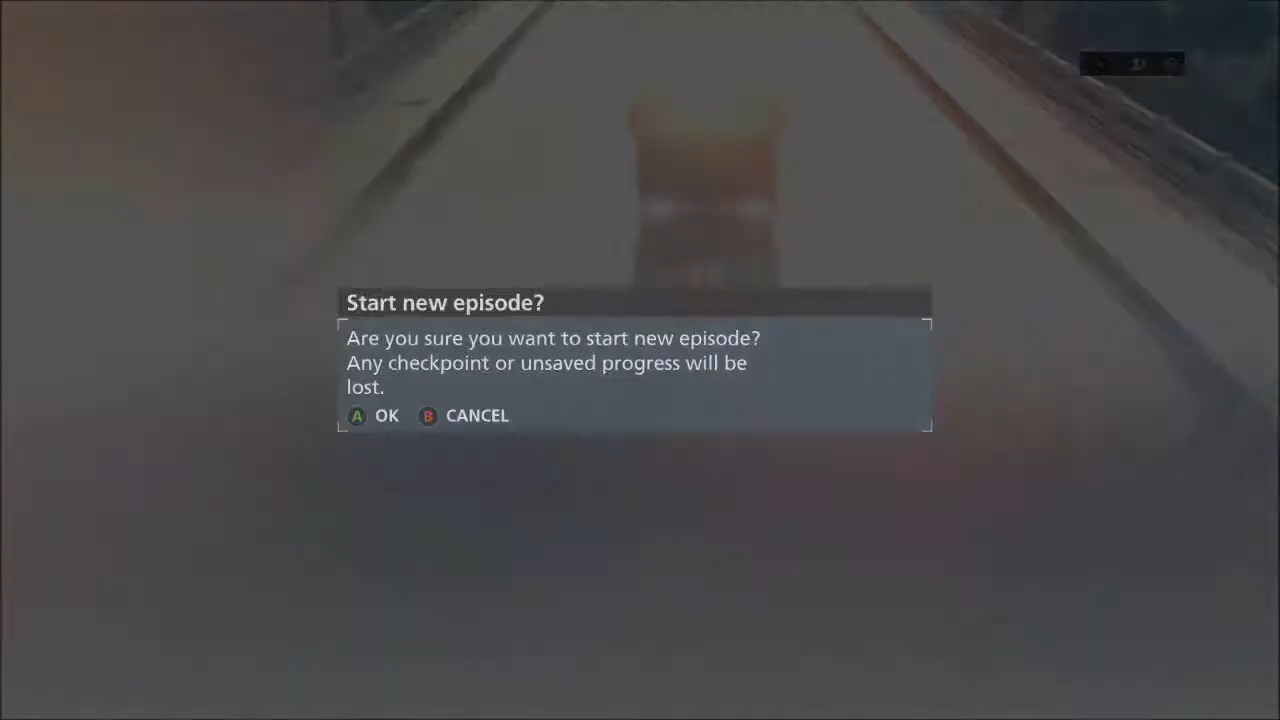 Start new episode?
Are you sure you want to start new episode?
Any checkpoint or unsaved progress will be
lost.
A OK B CANCEL